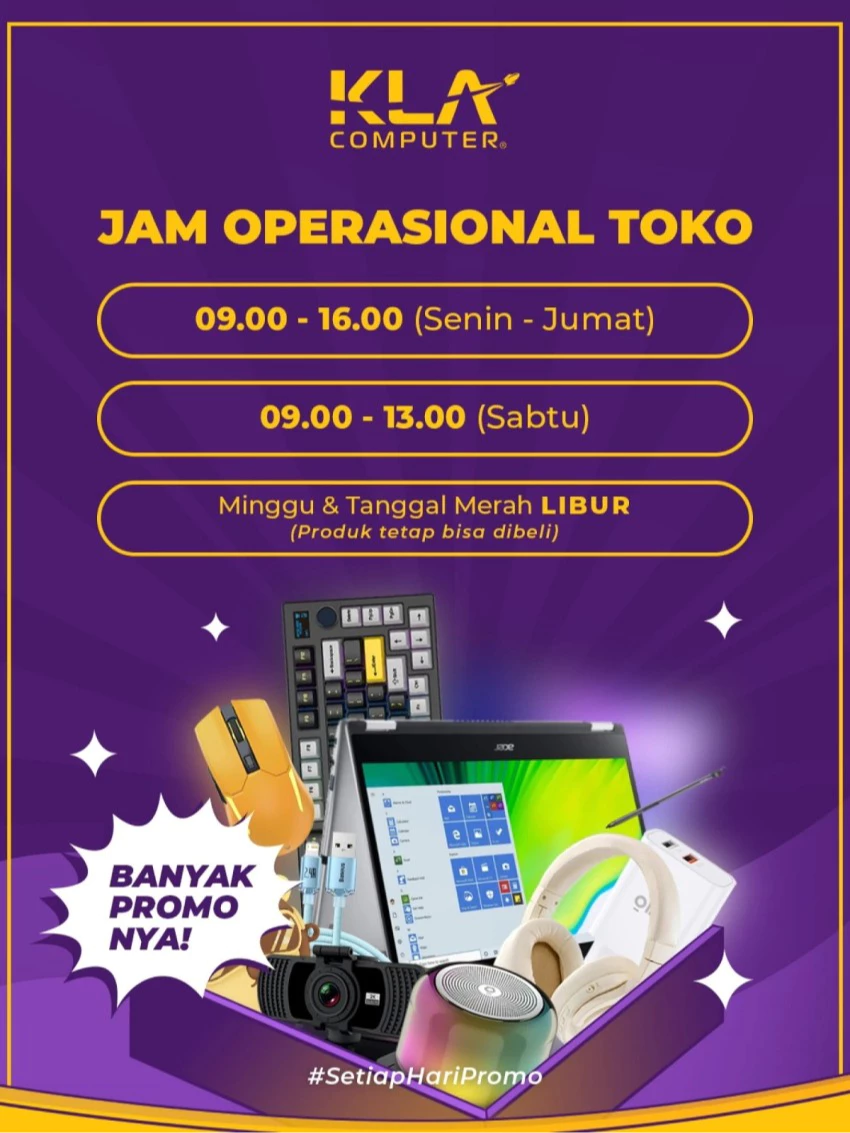 KLA
COMPUTER®
JAM OPERASIONAL TOKO
09.00 - 16.00 (Senin - Jumat)
09.00 - 13.00 (Sabtu)
Minggu & Tanggal Merah LIBUR
(Produk tetap bisa dibeli)
acer
BANYAK
PROMO
NYA!
#SetiapHariPromo